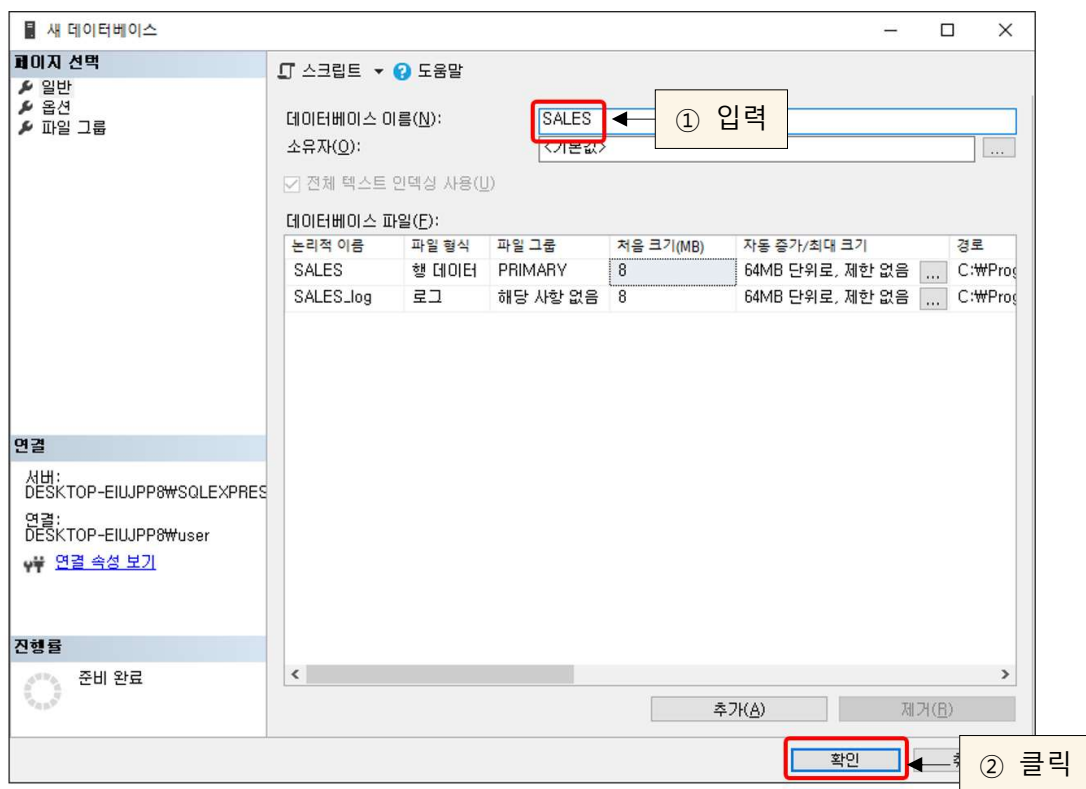 새 데이터베이스
페이지 선택
일반
옵션
파일 그룹
스크립트 도움말
데이터베이스 이름(N): SALES
① 입력
소유자(O): <기본값>
...
전체 텍스트 인덱싱 사용(U)
데이터베이스 파일(F):
논리적 이름 파일 형식 파일 그룹 처음 크기(MB) 자동 증가/최대 크기 경로
SALES 행 데이터 PRIMARY 8 64MB 단위로, 제한 없음 ... C:₩Prog
SALES_log 로그 해당 사항 없음 8 64MB 단위로, 제한 없음 ... C:₩Prog
연결
서버:
DESKTOP-EIUJPP8₩SQLEXPRES
연결:
DESKTOP-EIUJPP8₩user
연결 속성 보기
진행률
준비 완료
추가(A) 제거(R)
확인
② 클릭